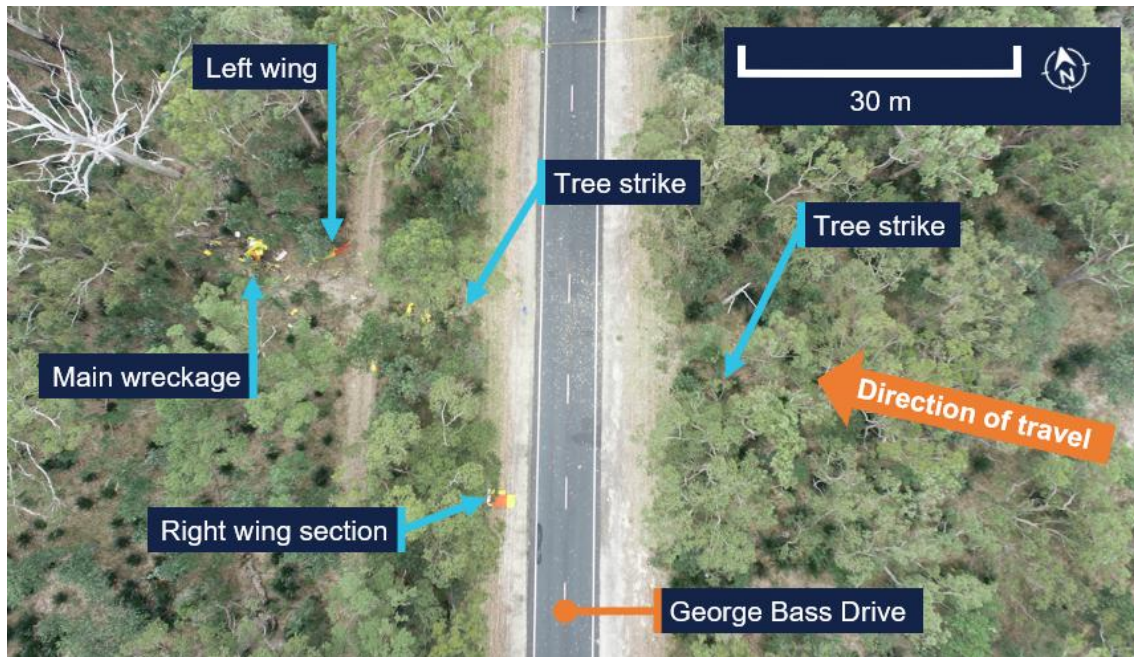 Left wing
30 m
N
Tree strike
Tree strike
Direction of travel
Main wreckage
Right wing section
George Bass Drive